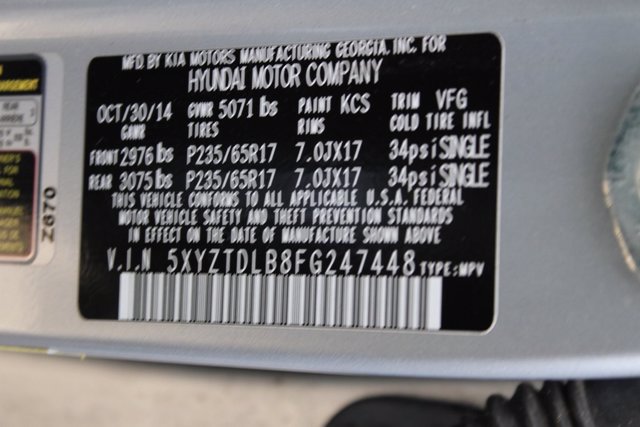 MFD BY KIA MOTORS MANUFACTURING GEORGIA, INC. FOR
HYUNDAI MOTOR COMPANY
OCT/30/14 GVWR 5071 lbs PAINT KCS TRIM VFG
GAWR TIRES RIMS COLD TIRE INFL
FRONT 2976 lbs P235/65R17 7.0JX17 34psi SINGLE
REAR 3075 lbs P235/65R17 7.0JX17 34psi SINGLE
THIS VEHICLE CONFORMS TO ALL APPLICABLE U.S.A. FEDERAL
MOTOR VEHICLE SAFETY AND THEFT PREVENTION STANDARDS
IN EFFECT ON THE DATE OF MANUFACTURE SHOWN ABOVE
V.I.N 5XYZTDLB8FG247448 TYPE:MPV
Z670
REAR